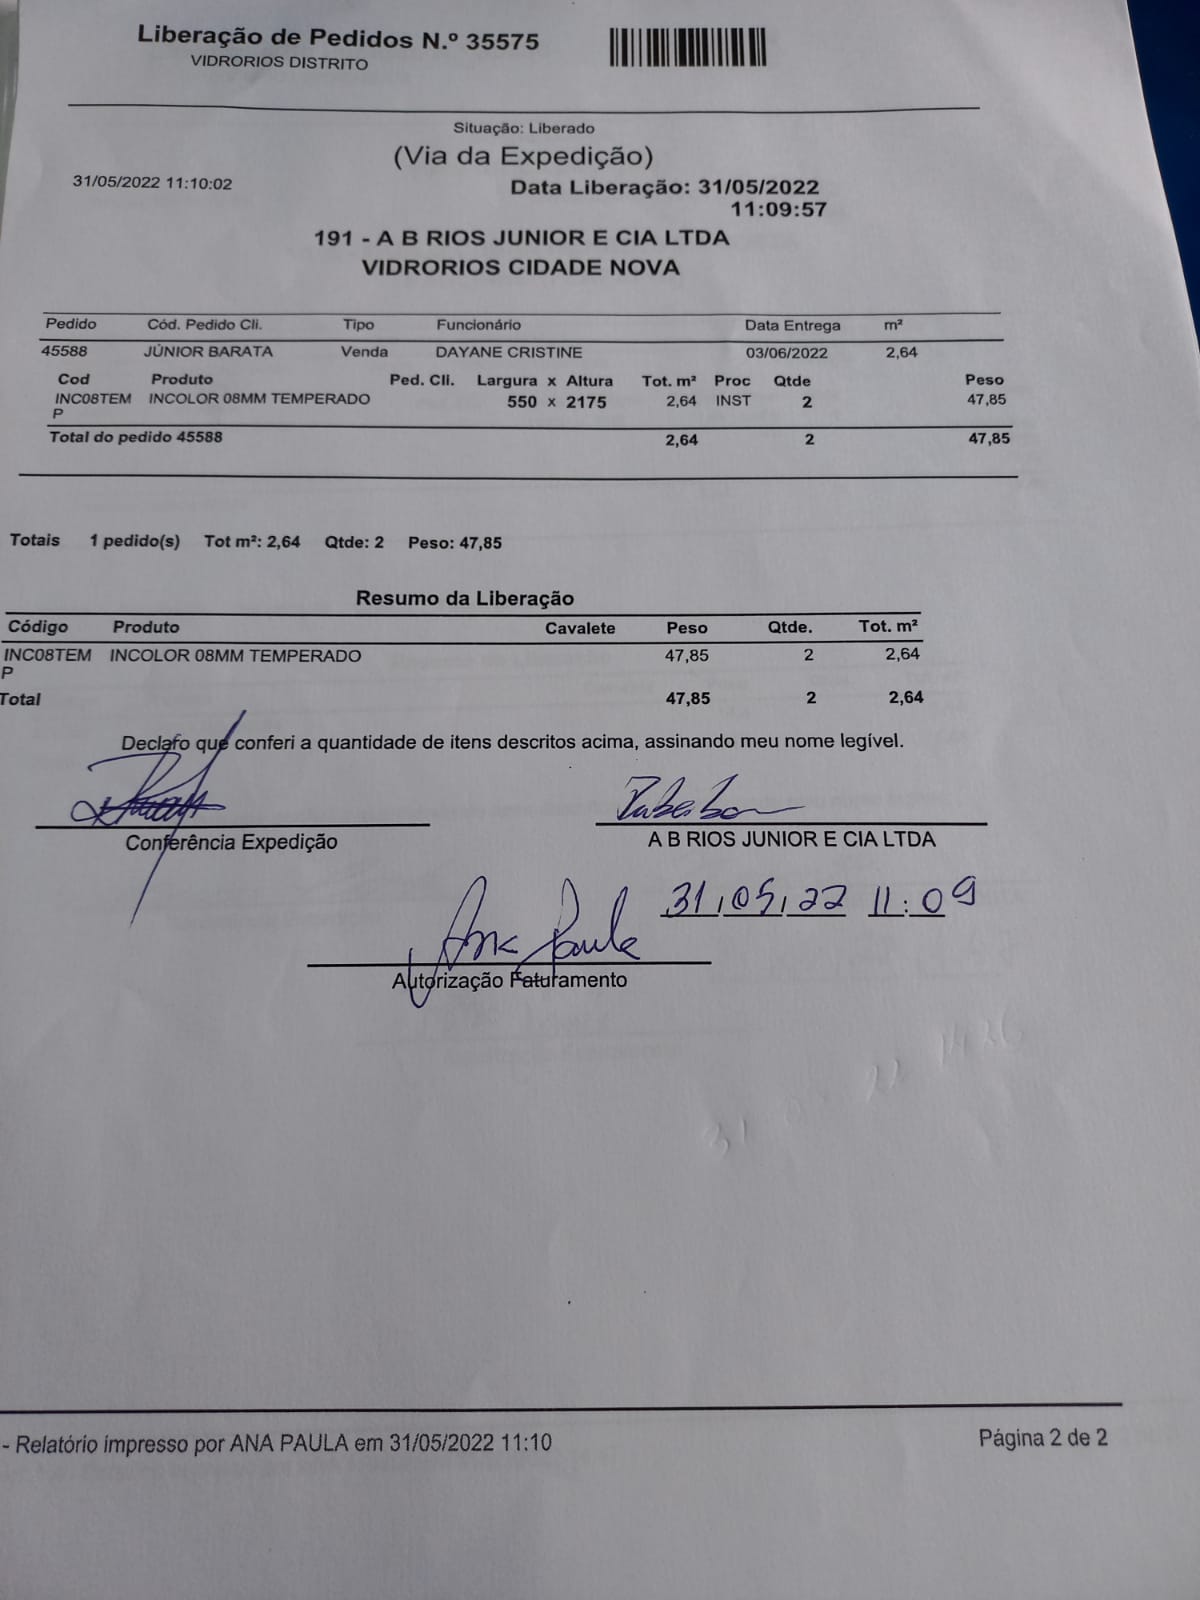 Liberação de Pedidos N.º 35575
VIDRORIOS DISTRITO
Situação: Liberado
(Via da Expedição)
31/05/2022 11:10:02
Data Liberação: 31/05/2022
11:09:57
191 - A B RIOS JUNIOR E CIA LTDA
VIDRORIOS CIDADE NOVA
Pedido Cód. Pedido Cli. Tipo Funcionário Data Entrega m²
45588 JÚNIOR BARATA Venda DAYANE CRISTINE 03/06/2022 2,64
Cod Produto Ped. Cli. Largura x Altura Tot. m² Proc Qtde Peso
INC08TEM INCOLOR 08MM TEMPERADO 550 x 2175 2,64 INST 2 47,85
P
Total do pedido 45588 2,64 2 47,85
Totais 1 pedido(s) Tot m²: 2,64 Qtde: 2 Peso: 47,85
Resumo da Liberação
Código Produto Cavalete Peso Qtde. Tot. m²
INC08TEM INCOLOR 08MM TEMPERADO 47,85 2 2,64
P
Total 47,85 2 2,64
Declaro que conferi a quantidade de itens descritos acima, assinando meu nome legível.
Conferência Expedição
A B RIOS JUNIOR E CIA LTDA
31/05/22 11:09
Ana Paula
Autorização Faturamento
- Relatório impresso por ANA PAULA em 31/05/2022 11:10
Página 2 de 2